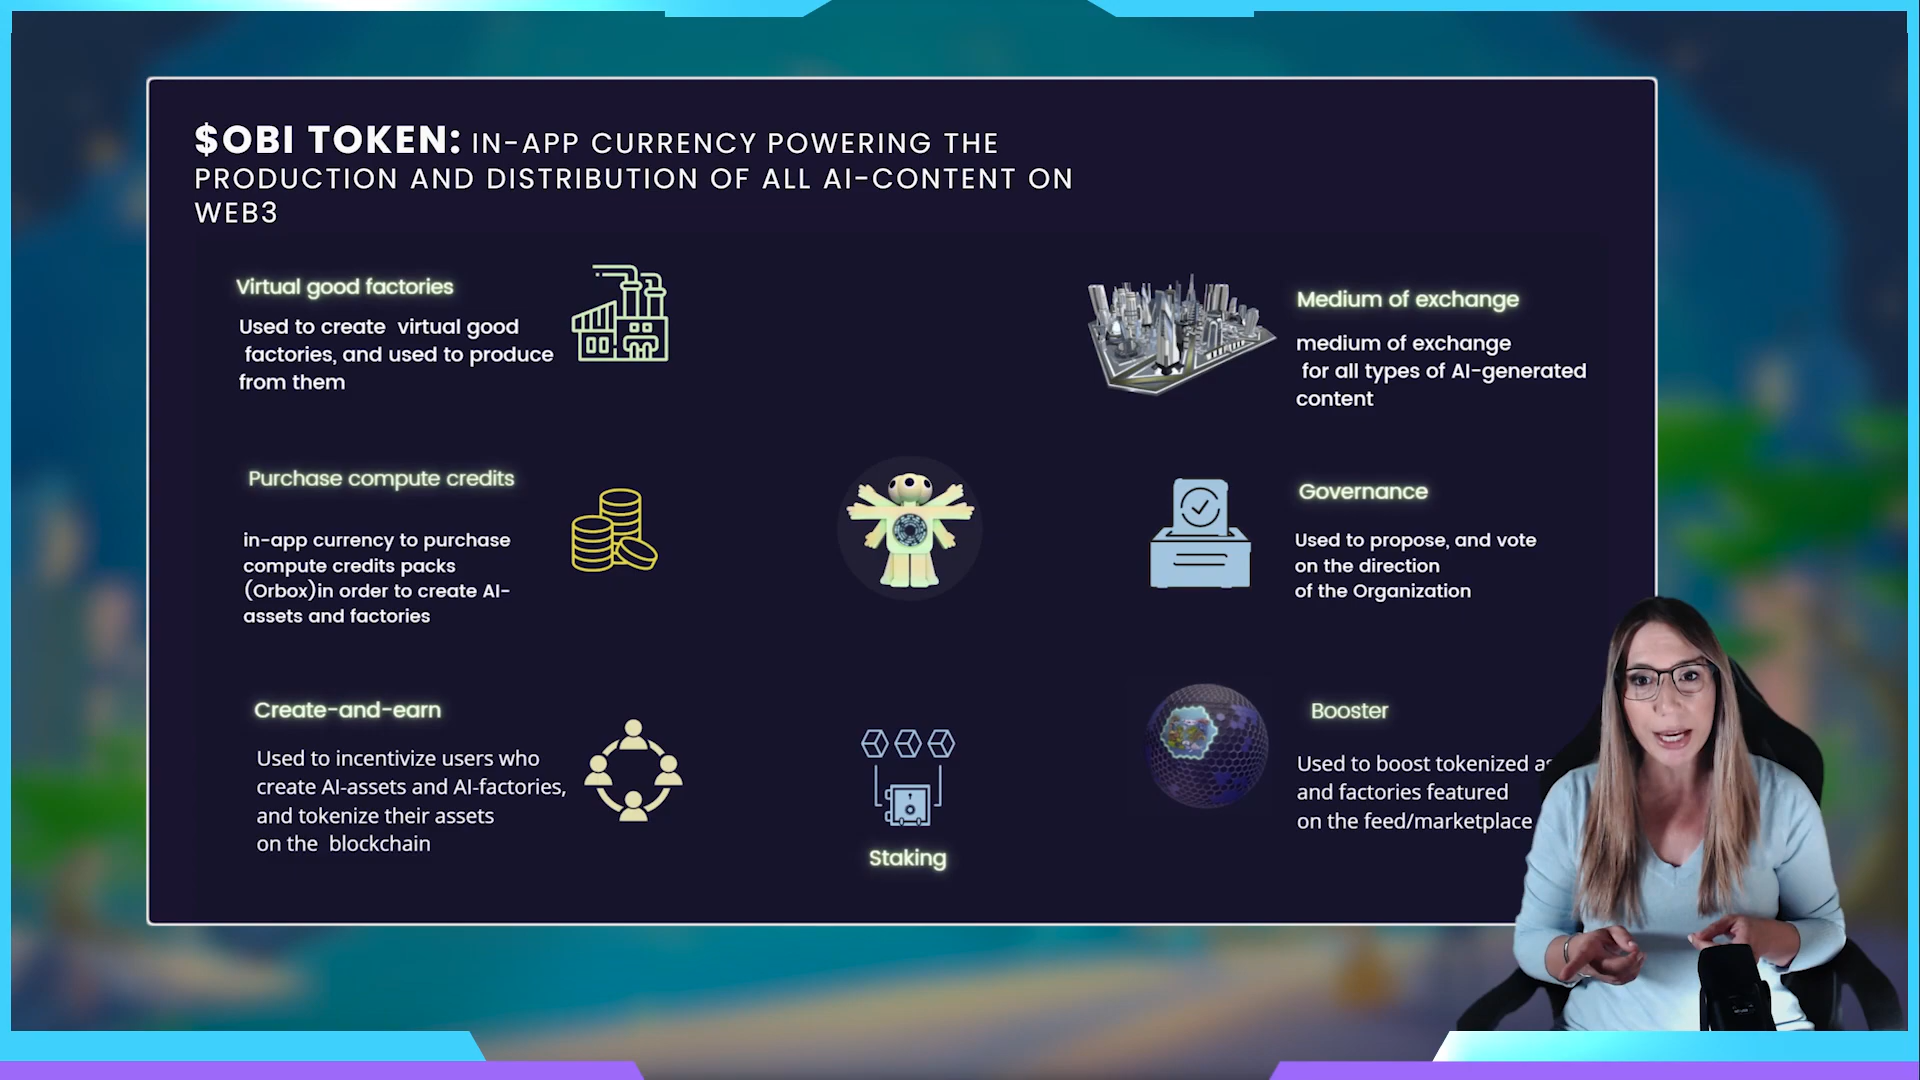 $OBI TOKEN: IN-APP CURRENCY POWERING THE
PRODUCTION AND DISTRIBUTION OF ALL AI-CONTENT ON
WEB3
Virtual good factories
Used to create virtual good
factories, and used to produce
from them
Medium of exchange
medium of exchange
for all types of AI-generated
content
Purchase compute credits
in-app currency to purchase
compute credits packs
(Orbox)in order to create AI-
assets and factories
Governance
Used to propose, and vote
on the direction
of the Organization
Create-and-earn
Used to incentivize users who
create AI-assets and AI-factories,
and tokenize their assets
on the blockchain
Staking
Booster
Used to boost tokenized
and factories featured
on the feed/marketplace